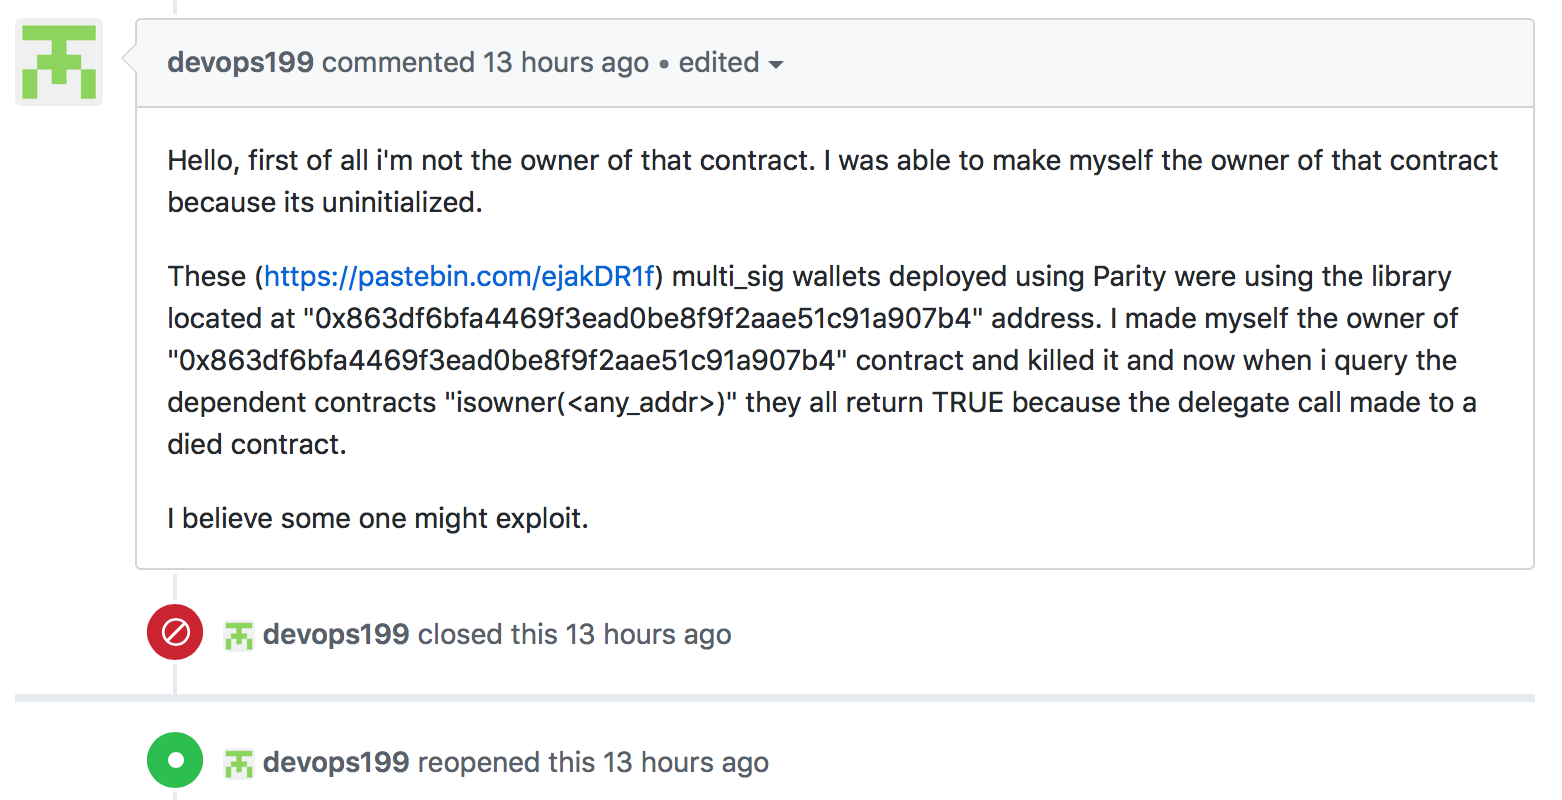 devops199 commented 13 hours ago • edited
Hello, first of all i'm not the owner of that contract. I was able to make myself the owner of that contract
because its uninitialized.
These (https://pastebin.com/ejakDR1f) multi_sig wallets deployed using Parity were using the library
located at "0x863df6bfa4469f3ead0be8f9f2aae51c91a907b4" address. I made myself the owner of
"0x863df6bfa4469f3ead0be8f9f2aae51c91a907b4" contract and killed it and now when i query the
dependent contracts "isowner(<any_addr>)" they all return TRUE because the delegate call made to a
died contract.
I believe some one might exploit.
devops199 closed this 13 hours ago
devops199 reopened this 13 hours ago